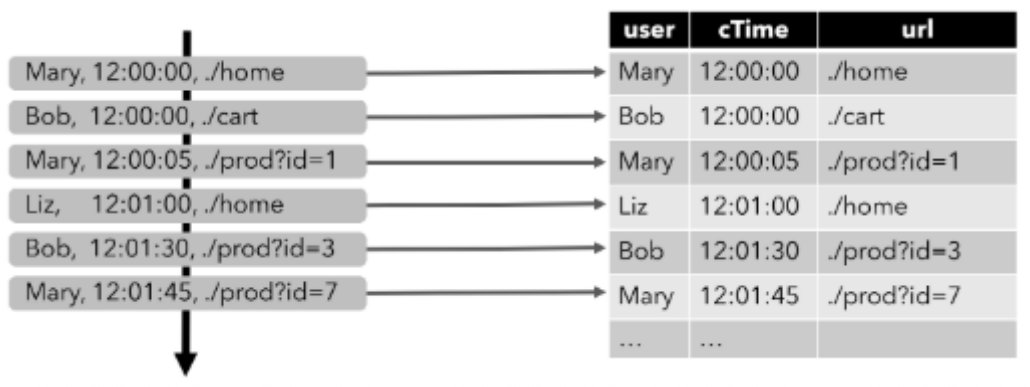 Mary, 12:00:00, ./home
Bob, 12:00:00, ./cart
Mary, 12:00:05, ./prod?id=1
Liz, 12:01:00, ./home
Bob, 12:01:30, ./prod?id=3
Mary, 12:01:45, ./prod?id=7
user cTime url
Mary 12:00:00 ./home
Bob 12:00:00 ./cart
Mary 12:00:05 ./prod?id=1
Liz 12:01:00 ./home
Bob 12:01:30 ./prod?id=3
Mary 12:01:45 ./prod?id=7
... ...